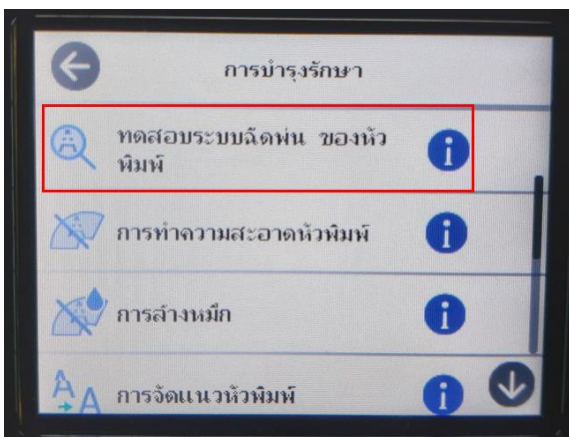 การบำรุงรักษา
ทดสอบระบบฉีดพ่น ของหัว
พิมพ์
การทำความสะอาดหัวพิมพ์
การล้างหมึก
การจัดแนวหัวพิมพ์